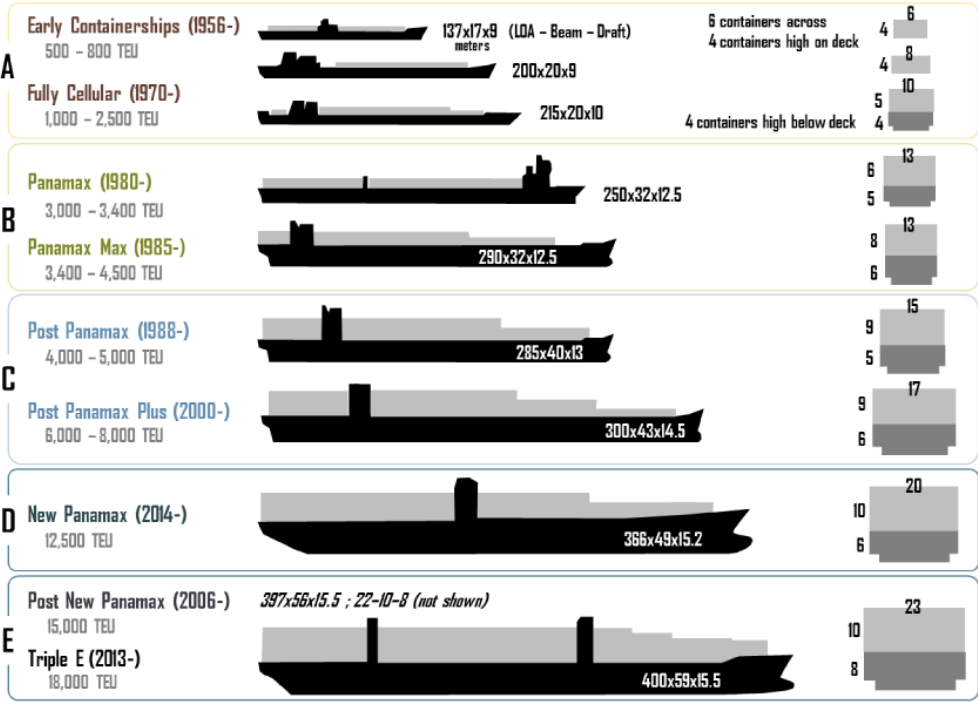 A
Early Containerships (1956-)
500 – 800 TEU
137x17x9 (LOA – Beam – Draft)
meters
6 containers across
4 containers high on deck
6
4
200x20x9
8
4
Fully Cellular (1970-)
1,000 – 2,500 TEU
215x20x10
4 containers high below deck
10
5
4
B
Panamax (1980-)
3,000 – 3,400 TEU
250x32x12.5
13
6
5
Panamax Max (1985-)
3,400 – 4,500 TEU
290x32x12.5
13
8
6
C
Post Panamax (1988-)
4,000 – 5,000 TEU
285x40x13
15
9
5
Post Panamax Plus (2000-)
6,000 – 8,000 TEU
300x43x14.5
17
9
6
D
New Panamax (2014-)
12,500 TEU
366x49x15.2
20
10
6
E
Post New Panamax (2006-)
15,000 TEU
397x56x15.5 ; 22-10-8 (not shown)
Triple E (2013-)
18,000 TEU
400x59x15.5
23
10
8